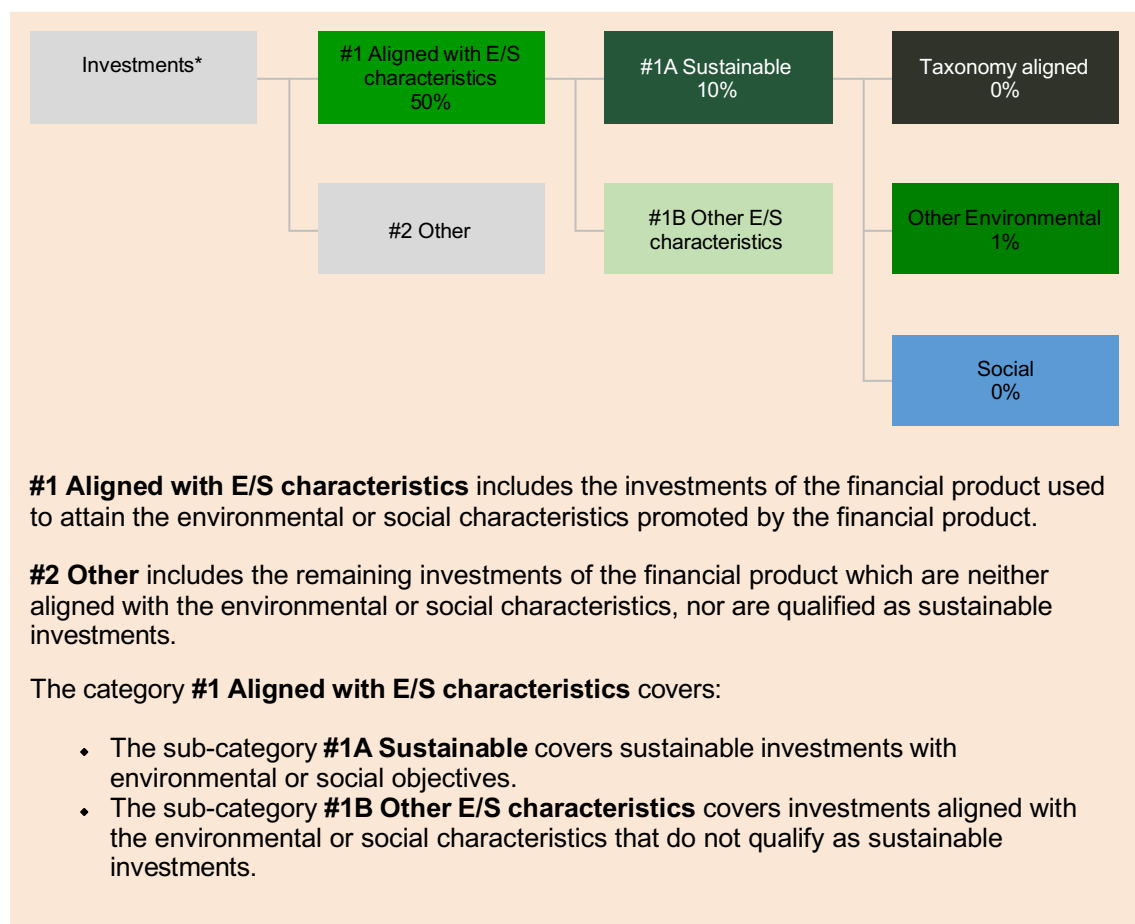 Investments*
#1 Aligned with E/S
characteristics
50%
#1A Sustainable
10%
Taxonomy aligned
0%
#2 Other
#1B Other E/S
characteristics
Other Environmental
1%
Social
0%
#1 Aligned with E/S characteristics includes the investments of the financial product used
to attain the environmental or social characteristics promoted by the financial product.
#2 Other includes the remaining investments of the financial product which are neither
aligned with the environmental or social characteristics, nor are qualified as sustainable
investments.
The category #1 Aligned with E/S characteristics covers:
• The sub-category #1A Sustainable covers sustainable investments with
environmental or social objectives.
• The sub-category #1B Other E/S characteristics covers investments aligned with
the environmental or social characteristics that do not qualify as sustainable
investments.